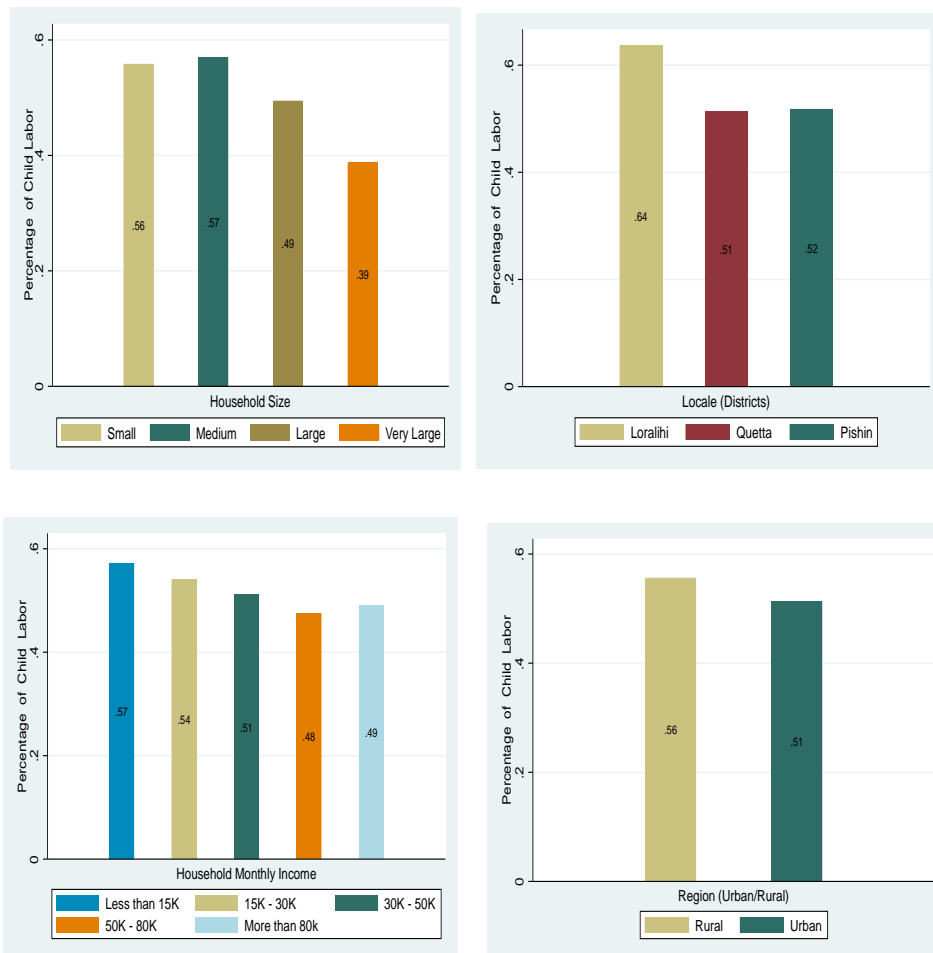 Percentage of Child Labor
.6
.4
.2
0
.56
.57
.49
.39
Household Size
Small Medium Large Very Large
Percentage of Child Labor
.6
.4
.2
0
.64
.51
.52
Locale (Districts)
Loralihi Quetta Pishin
Percentage of Child Labor
.6
.4
.2
0
.57
.54
.51
.48
.49
Household Monthly Income
Less than 15K 15K - 30K 30K - 50K
50K - 80K More than 80k
Percentage of Child Labor
.6
.4
.2
0
.56
.51
Region (Urban/Rural)
Rural Urban